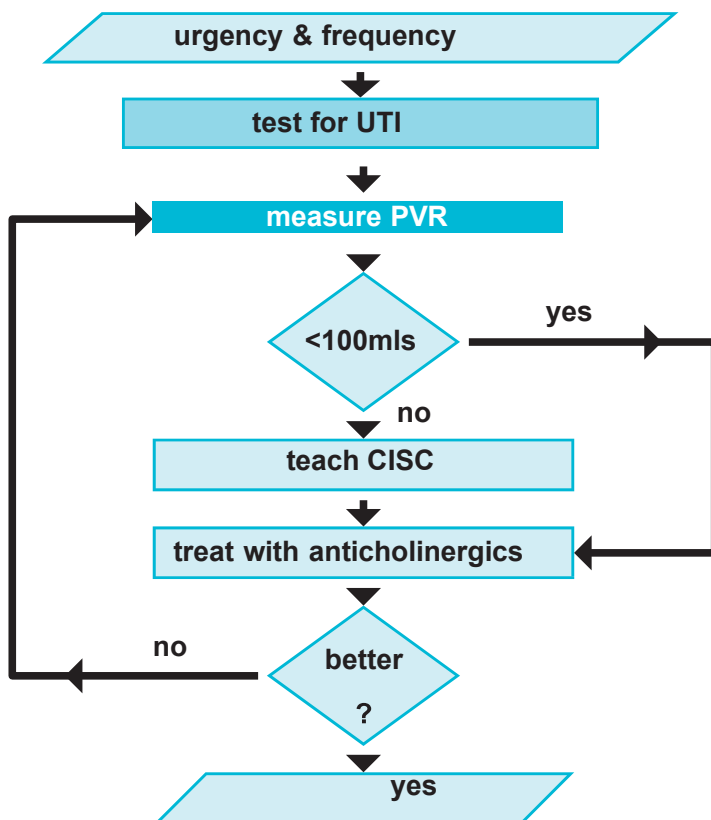 urgency & frequency
test for UTI
measure PVR
<100mls
yes
no
teach CISC
treat with anticholinergics
no
better
?
yes